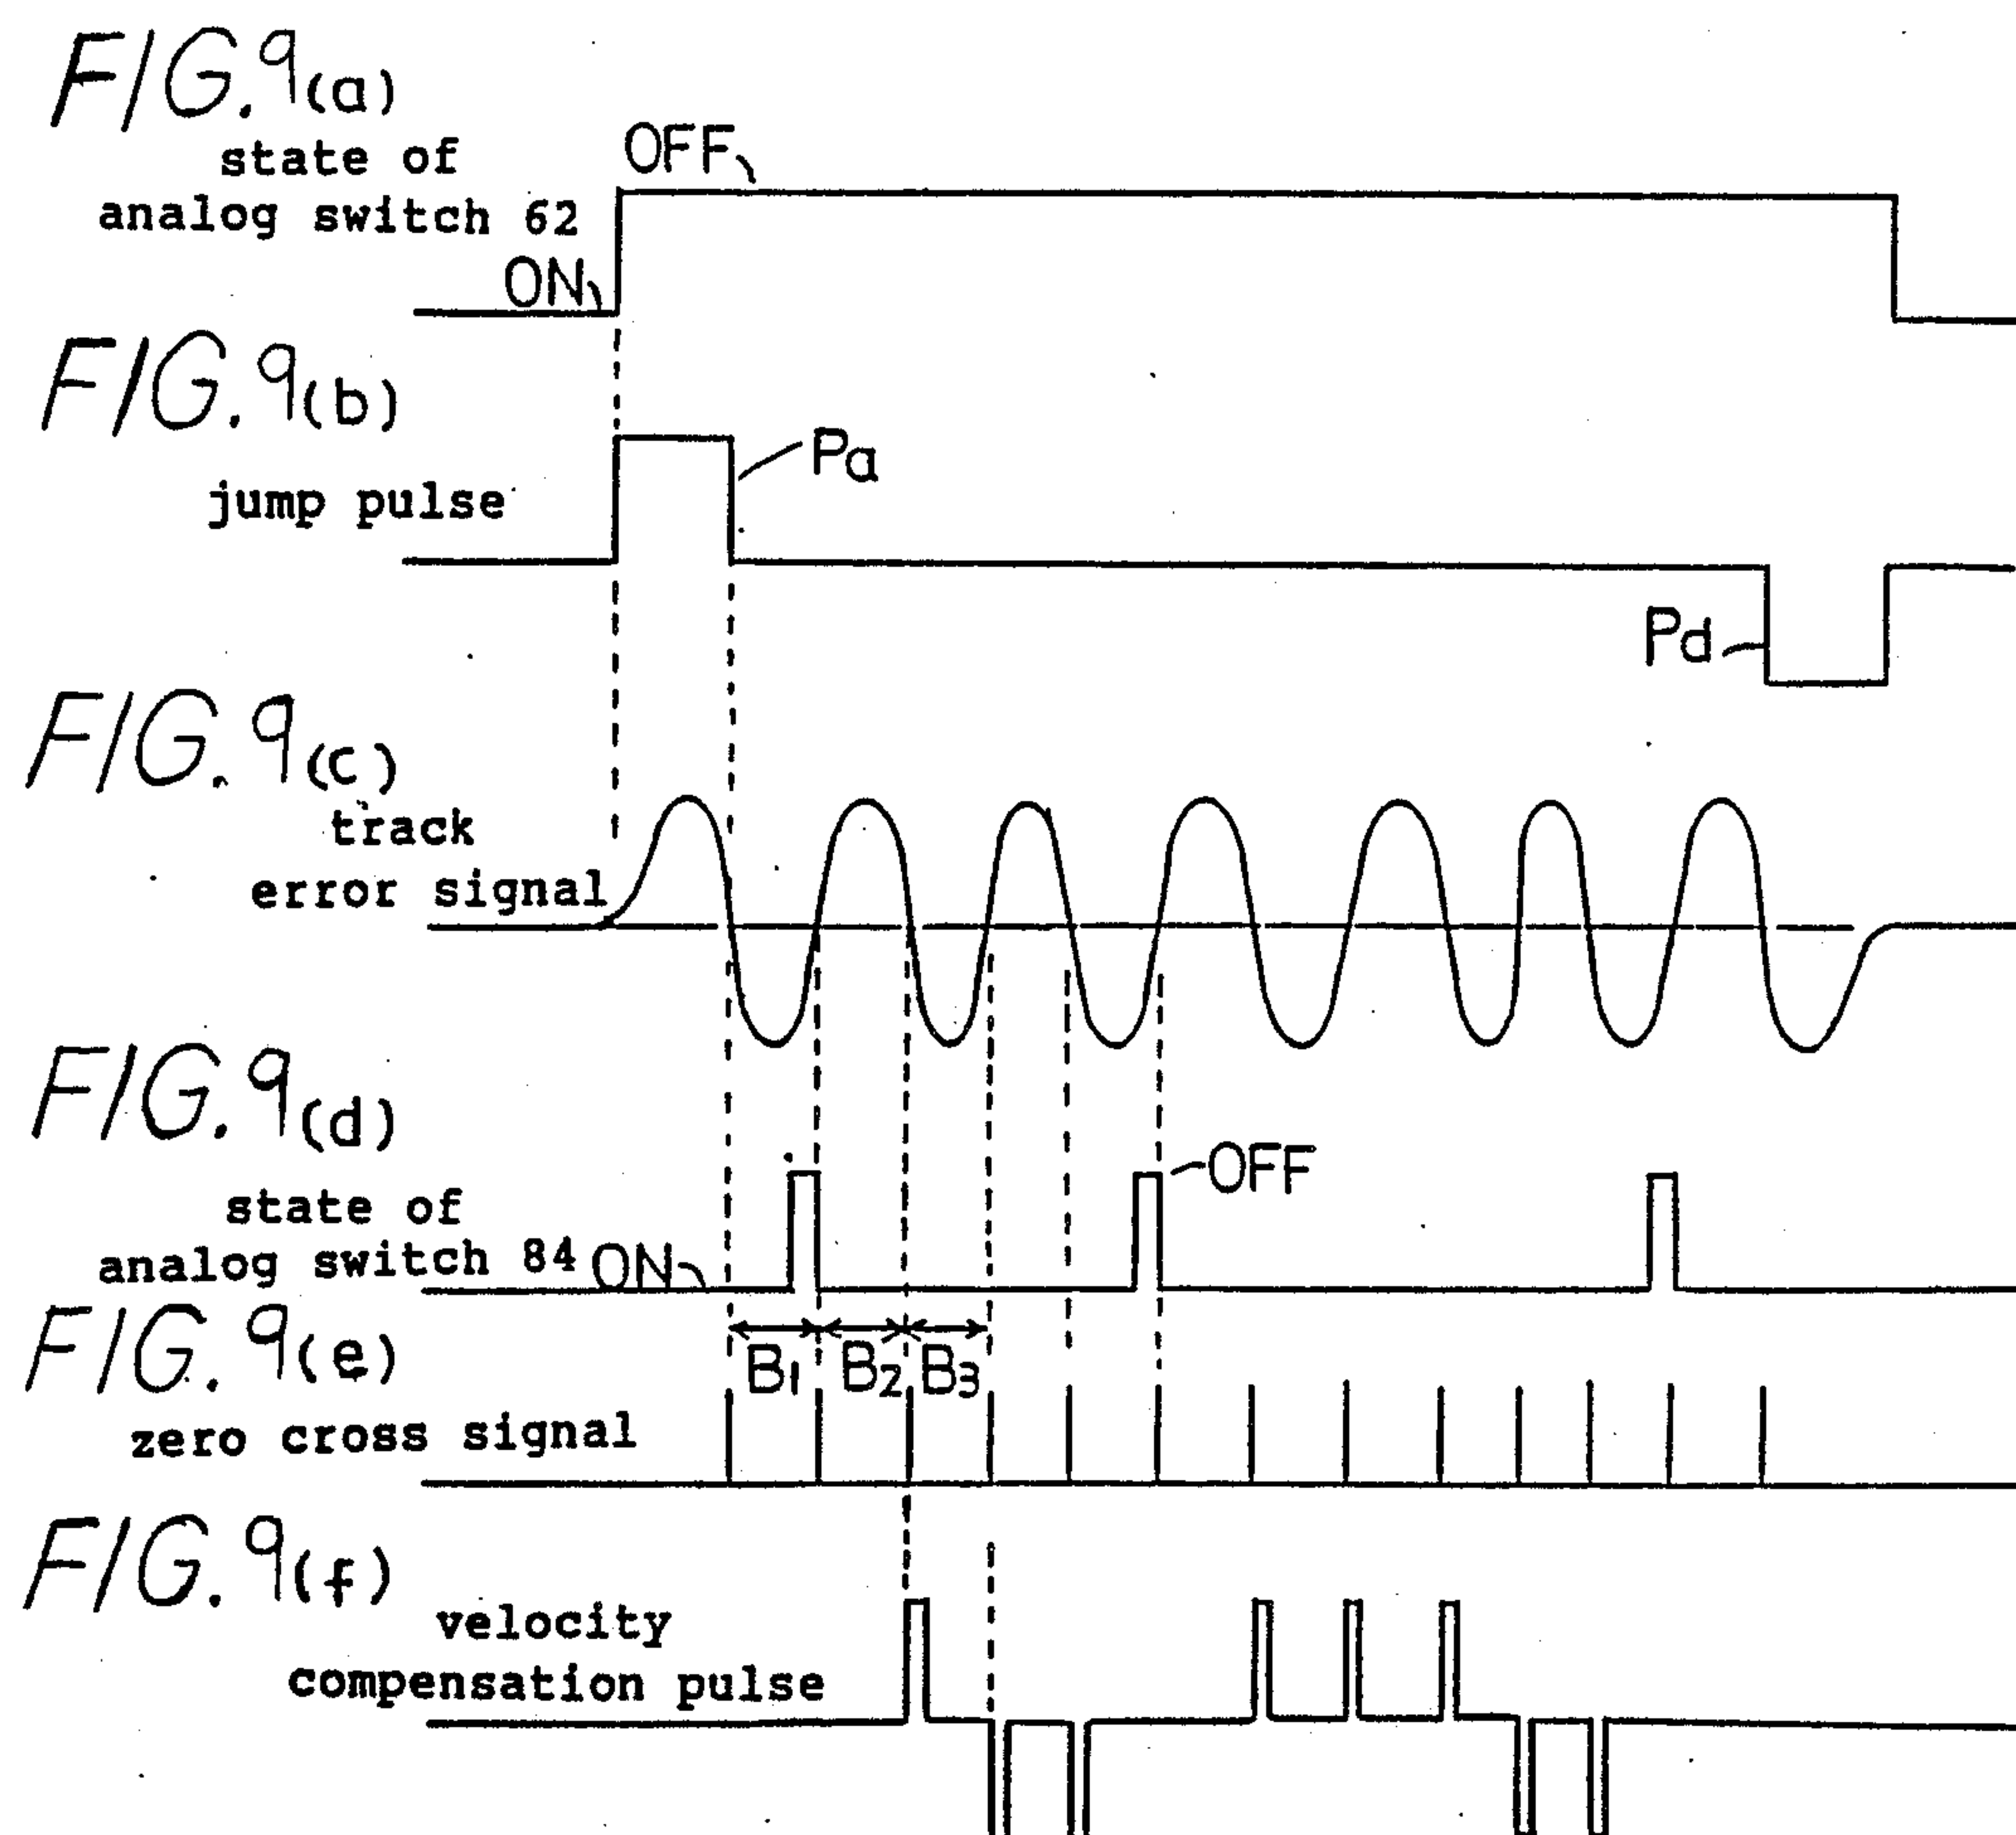 FIG. 9(a)
state of
analog switch 62
OFF
ON
FIG. 9(b)
jump pulse
Pa
Pd
FIG. 9(c)
track
error signal
FIG. 9(d)
state of
analog switch 84
ON
OFF
FIG. 9(e)
B1 B2 B3
zero cross signal
FIG. 9(f)
velocity
compensation pulse